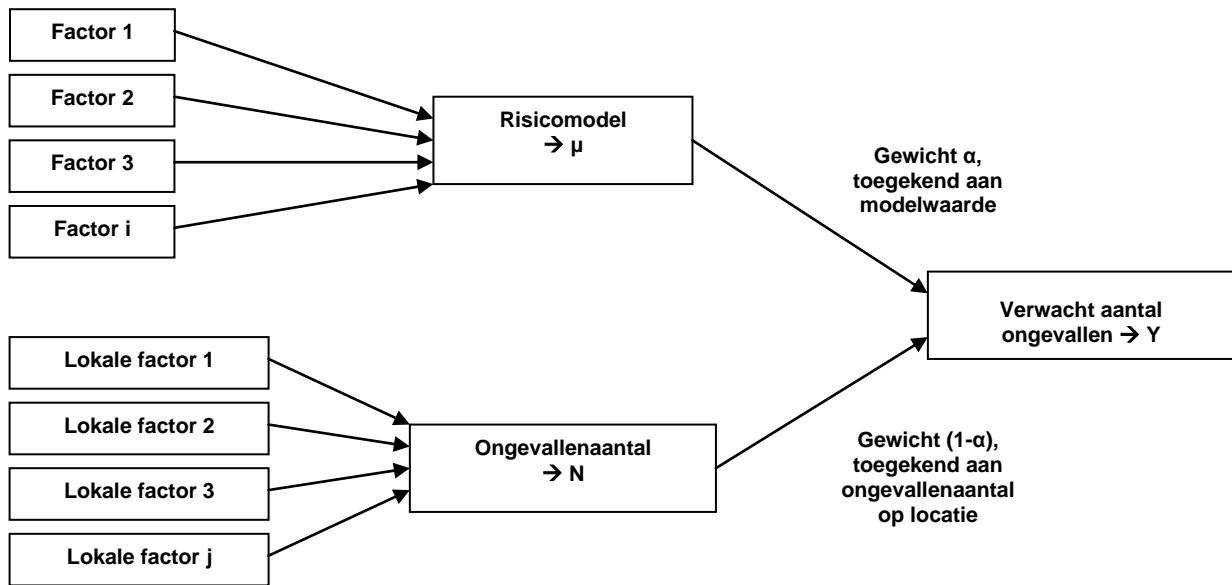 Factor 1
Factor 2
Factor 3
Factor i
Risicomodel
→ μ
Gewicht α,
toegekend aan
modelwaarde
Verwacht aantal
ongevallen → Y
Lokale factor 1
Lokale factor 2
Lokale factor 3
Lokale factor j
Ongevallenaantal
→ N
Gewicht (1-α),
toegekend aan
ongevallenaantal
op locatie